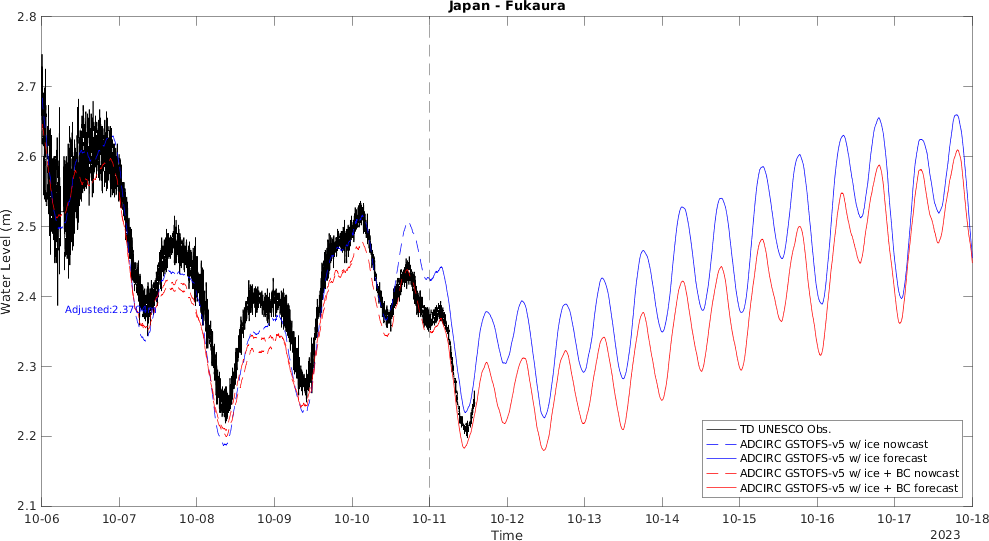 Japan - Fukaura
2.8
2.7
2.6
2.5
2.4
2.3
2.2
2.1
Water Level (m)
Adjusted:2.370
TD UNESCO Obs.
ADCIRC GSTOFS-v5 w/ ice nowcast
ADCIRC GSTOFS-v5 w/ ice forecast
ADCIRC GSTOFS-v5 w/ ice + BC nowcast
ADCIRC GSTOFS-v5 w/ ice + BC forecast
10-06 10-07 10-08 10-09 10-10 10-11 10-12 10-13 10-14 10-15 10-16 10-17 10-18
Time
2023